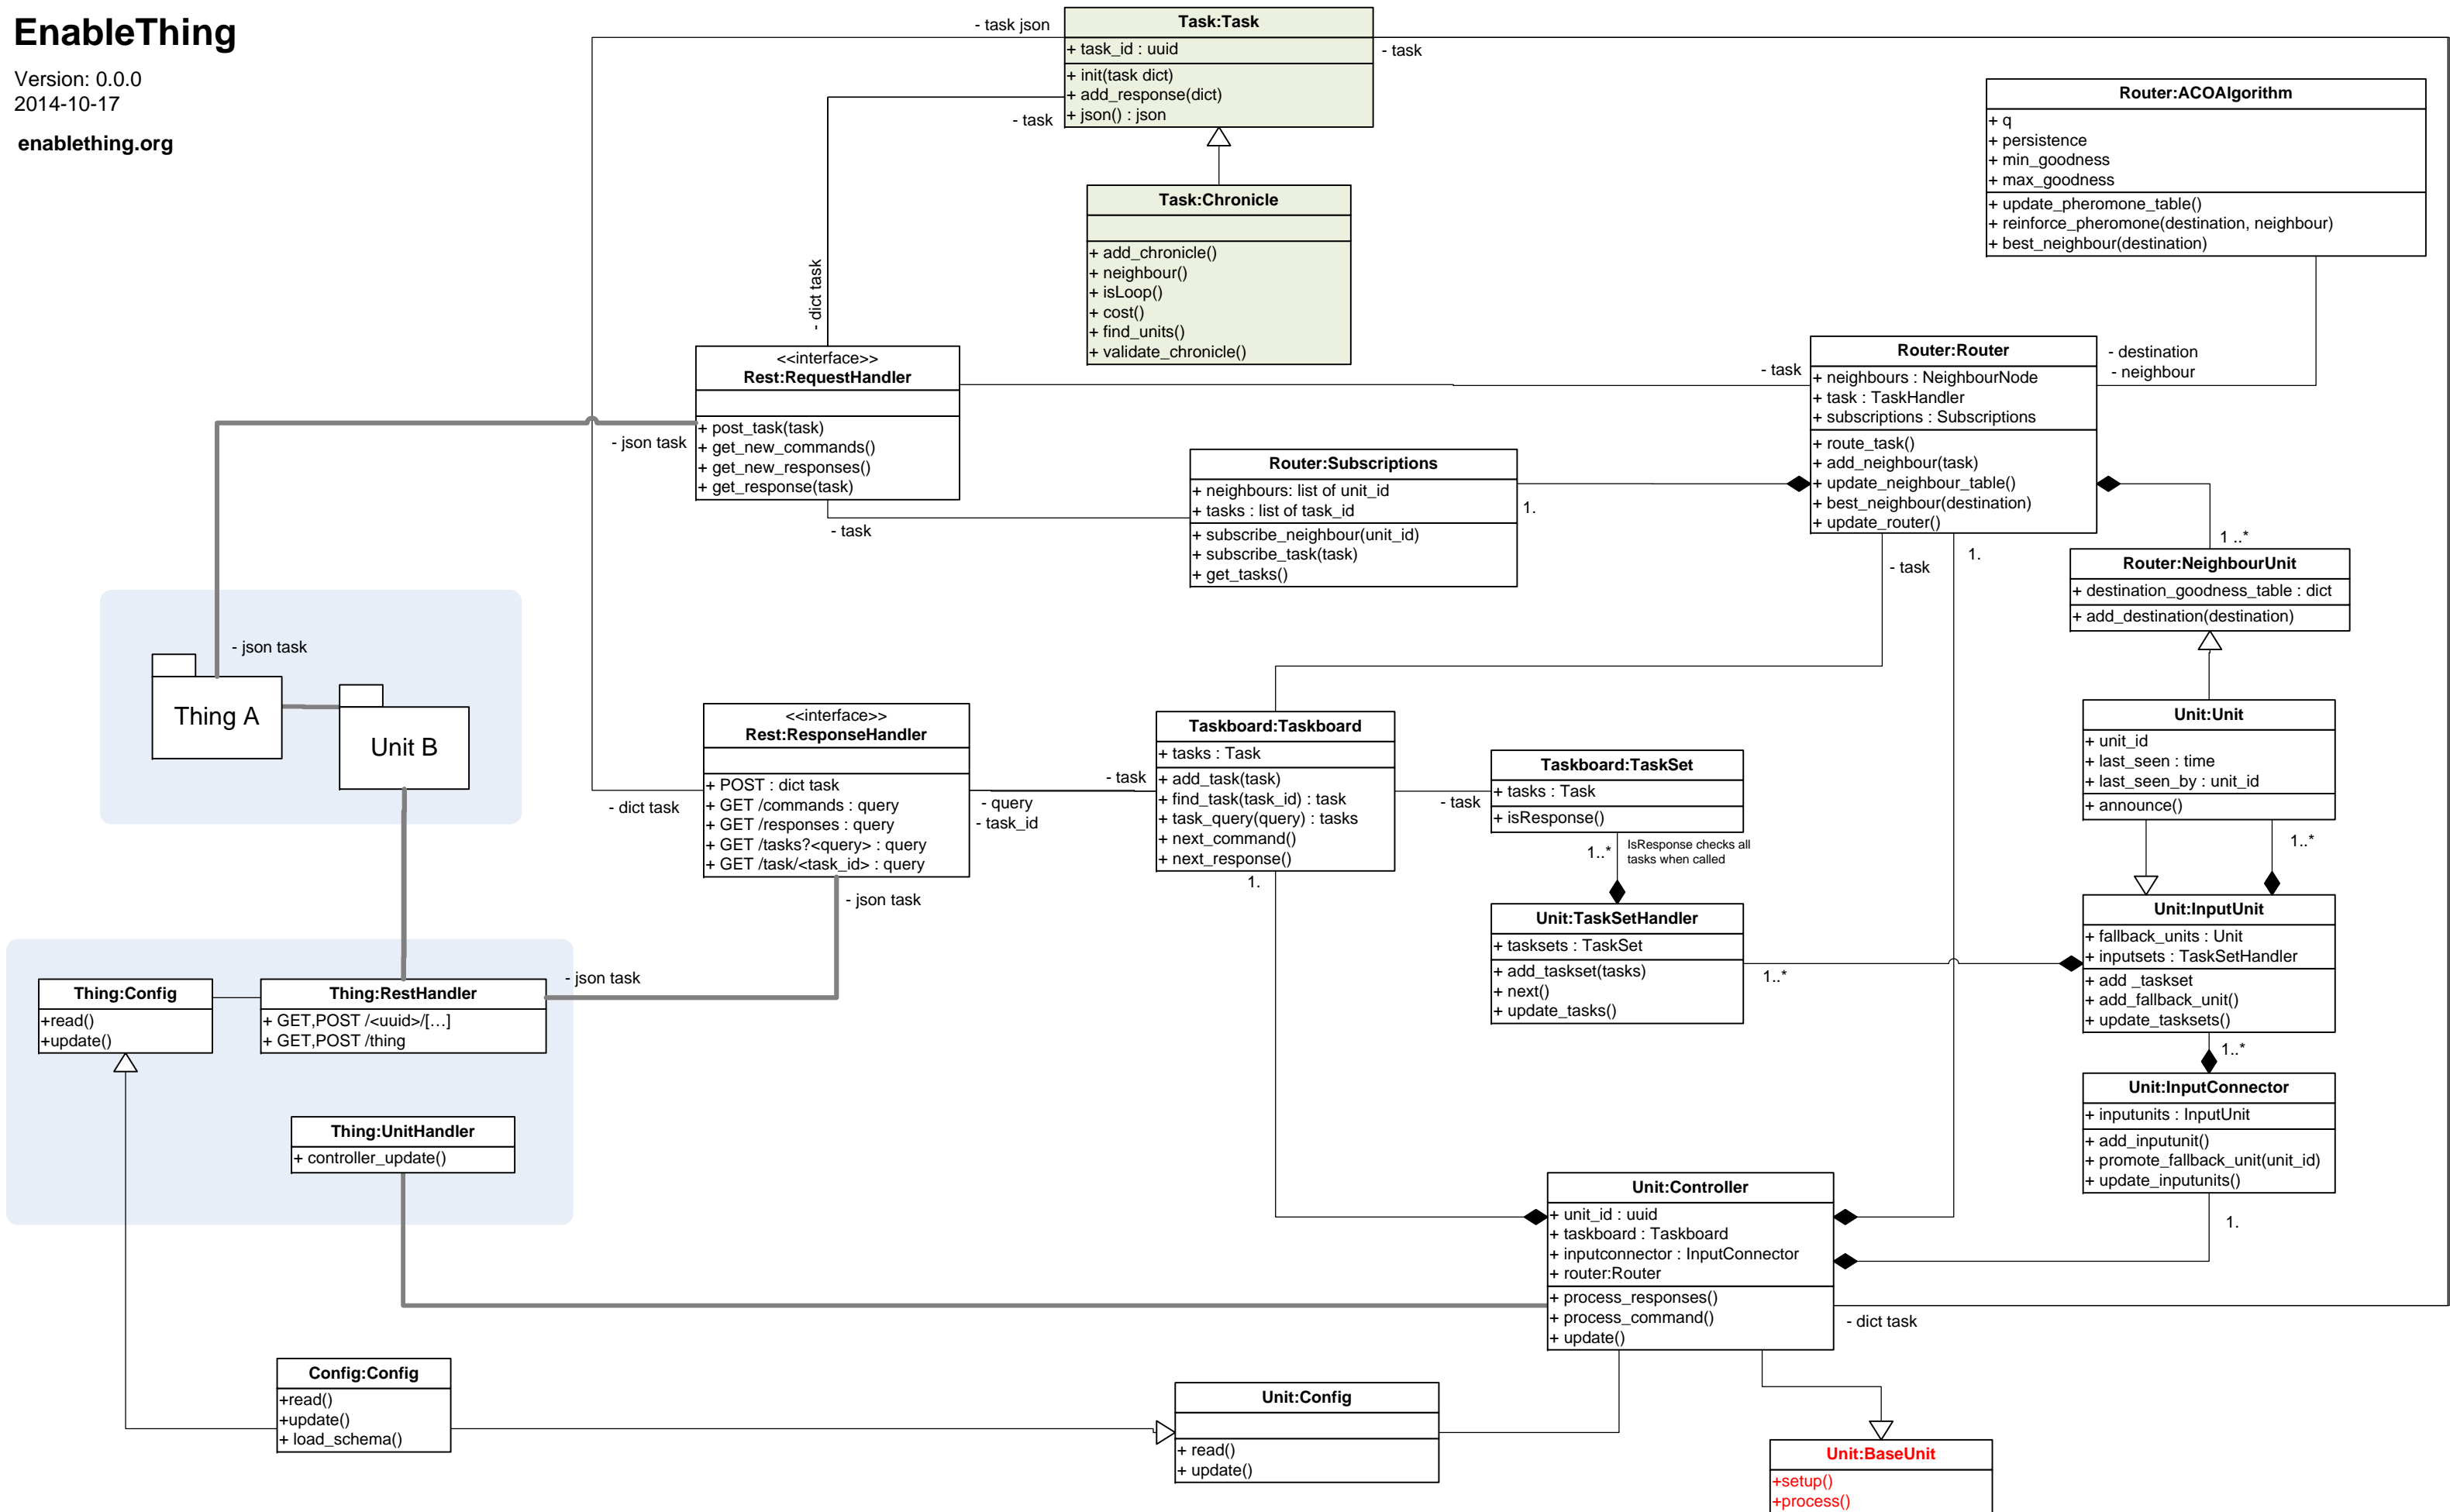 EnableThing
Version: 0.0.0
2014-10-17
enablething.org
- task json
Task:Task
+ task_id : uuid
+ init(task dict)
+ add_response(dict)
+ json() : json
- task
- task
- dict task
Task:Chronicle
+ add_chronicle()
+ neighbour()
+ isLoop()
+ cost()
+ find_units()
+ validate_chronicle()
Router:ACOAlgorithm
+ q
+ persistence
+ min_goodness
+ max_goodness
+ update_pheromone_table()
+ reinforce_pheromone(destination, neighbour)
+ best_neighbour(destination)
<<interface>>
Rest:RequestHandler
+ post_task(task)
+ get_new_commands()
+ get_new_responses()
+ get_response(task)
- json task
- task
- task
Router:Router
+ neighbours : NeighbourNode
+ task : TaskHandler
+ subscriptions : Subscriptions
+ route_task()
+ add_neighbour(task)
+ update_neighbour_table()
+ best_neighbour(destination)
+ update_router()
- destination
- neighbour
Router:Subscriptions
+ neighbours: list of unit_id
+ tasks : list of task_id
+ subscribe_neighbour(unit_id)
+ subscribe_task(task)
+ get_tasks()
1.
- task
1.
1 ..*
Router:NeighbourUnit
+ destination_goodness_table : dict
+ add_destination(destination)
- json task
Thing A
Unit B
<<interface>>
Rest:ResponseHandler
+ POST : dict task
+ GET /commands : query
+ GET /responses : query
+ GET /tasks?<query> : query
+ GET /task/<task_id> : query
- dict task
- json task
- query
- task_id
- task
Taskboard:Taskboard
+ tasks : Task
+ add_task(task)
+ find_task(task_id) : task
+ task_query(query) : tasks
+ next_command()
+ next_response()
1.
- task
Taskboard:TaskSet
+ tasks : Task
+ isResponse()
1..*
IsResponse checks all
tasks when called
Unit:TaskSetHandler
+ tasksets : TaskSet
+ add_taskset(tasks)
+ next()
+ update_tasks()
1..*
Unit:Unit
+ unit_id
+ last_seen : time
+ last_seen_by : unit_id
+ announce()
1..*
Unit:InputUnit
+ fallback_units : Unit
+ inputsets : TaskSetHandler
+ add _taskset
+ add_fallback_unit()
+ update_tasksets()
1..*
Unit:InputConnector
+ inputunits : InputUnit
+ add_inputunit()
+ promote_fallback_unit(unit_id)
+ update_inputunits()
1.
Thing:Config
+read()
+update()
Thing:RestHandler
+ GET,POST /<uuid>/[…]
+ GET,POST /thing
- json task
Thing:UnitHandler
+ controller_update()
Unit:Controller
+ unit_id : uuid
+ taskboard : Taskboard
+ inputconnector : InputConnector
+ router:Router
+ process_responses()
+ process_command()
+ update()
- dict task
Config:Config
+read()
+update()
+ load_schema()
Unit:Config
+ read()
+ update()
Unit:BaseUnit
+setup()
+process()